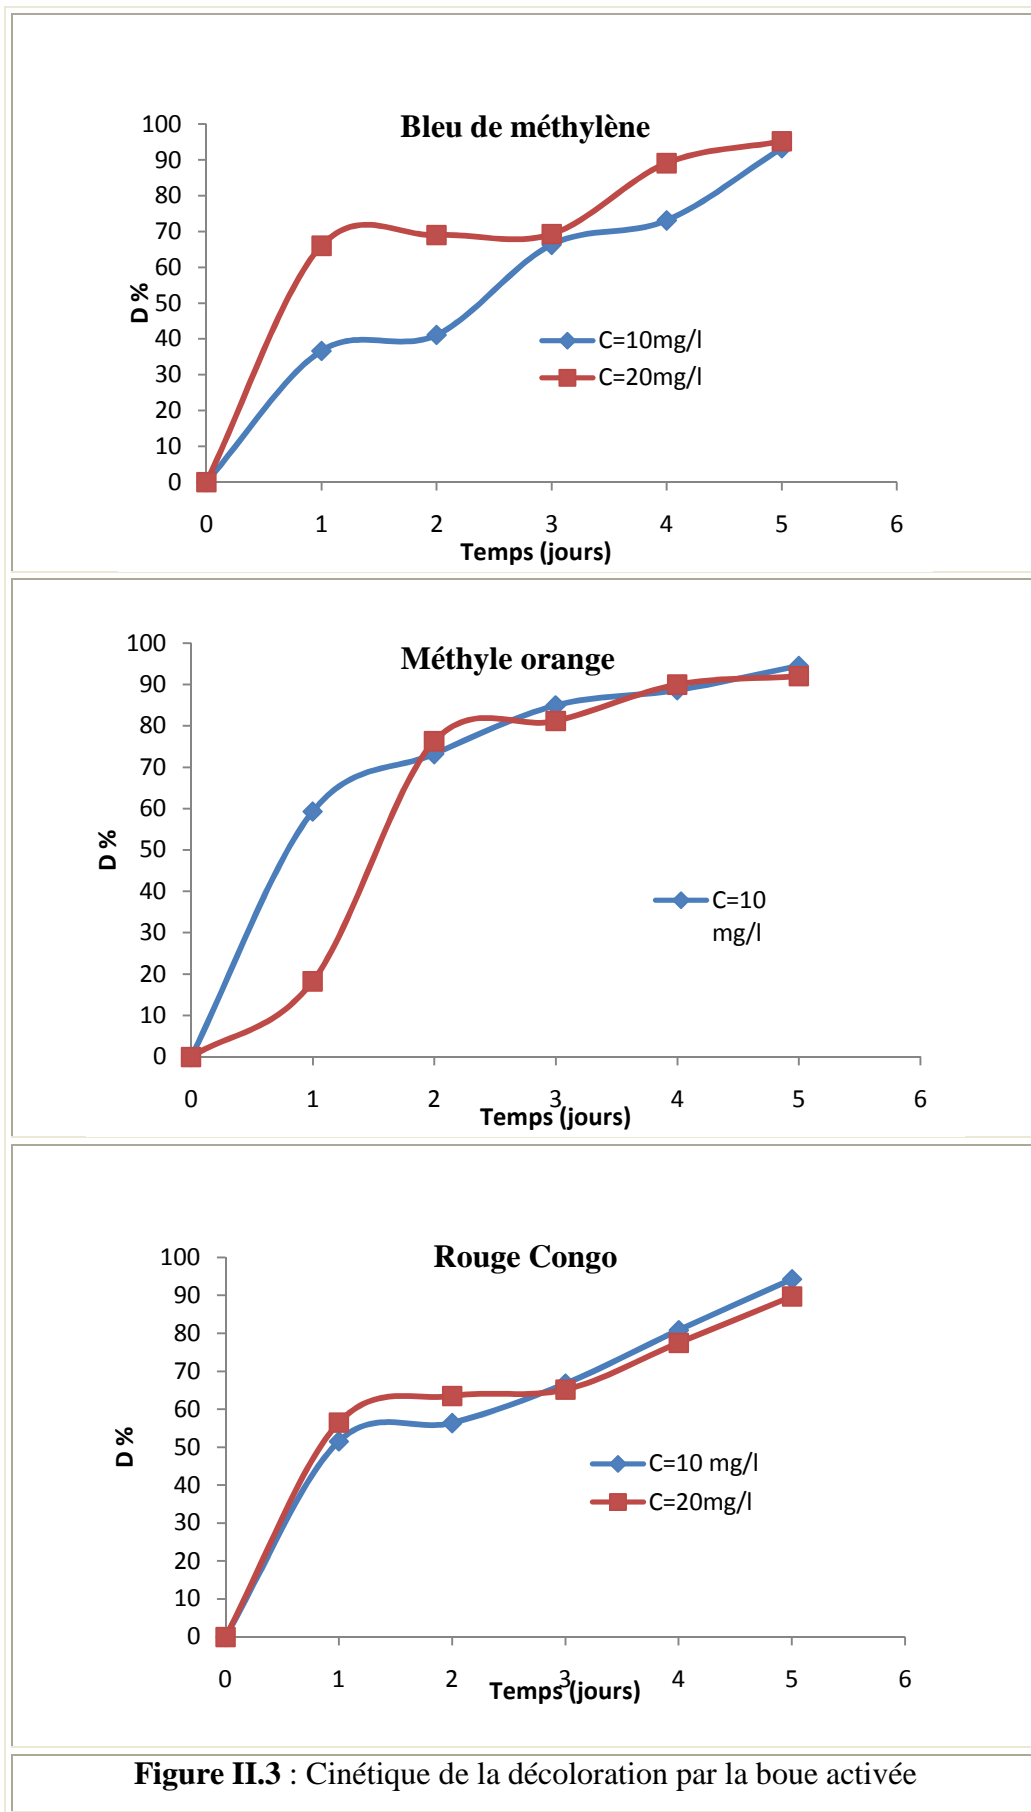 Bleu de méthylène
100
90
80
70
60
50
40
30
20
10
0
D %
C=10mg/l
C=20mg/l
0 1 2 3 4 5 6
Temps (jours)
Méthyle orange
100
90
80
70
60
50
40
30
20
10
0
D %
C=10
mg/l
0 1 2 3 4 5 6
Temps (jours)
Rouge Congo
100
90
80
70
60
50
40
30
20
10
0
D %
C=10 mg/l
C=20mg/l
0 1 2 3 4 5 6
Temps (jours)
Figure II.3 : Cinétique de la décoloration par la boue activée